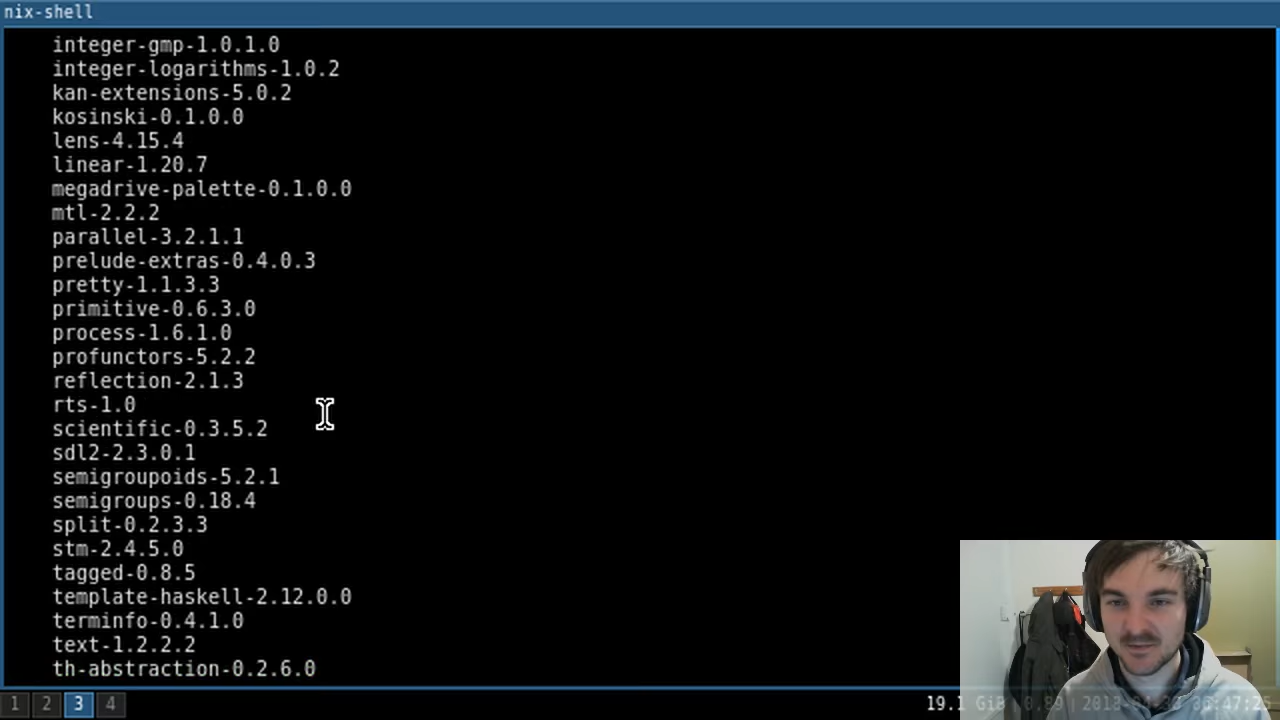 nix-shell
integer-gmp-1.0.1.0
integer-logarithms-1.0.2
kan-extensions-5.0.2
kosinski-0.1.0.0
lens-4.15.4
linear-1.20.7
megadrive-palette-0.1.0.0
mtl-2.2.2
parallel-3.2.1.1
prelude-extras-0.4.0.3
pretty-1.1.3.3
primitive-0.6.3.0
process-1.6.1.0
profunctors-5.2.2
reflection-2.1.3
rts-1.0
scientific-0.3.5.2
sdl2-2.3.0.1
semigroupoids-5.2.1
semigroups-0.18.4
split-0.2.3.3
stm-2.4.5.0
tagged-0.8.5
template-haskell-2.12.0.0
terminfo-0.4.1.0
text-1.2.2.2
th-abstraction-0.2.6.0
1 2 3 4 19.1 GiB | 0.89 |